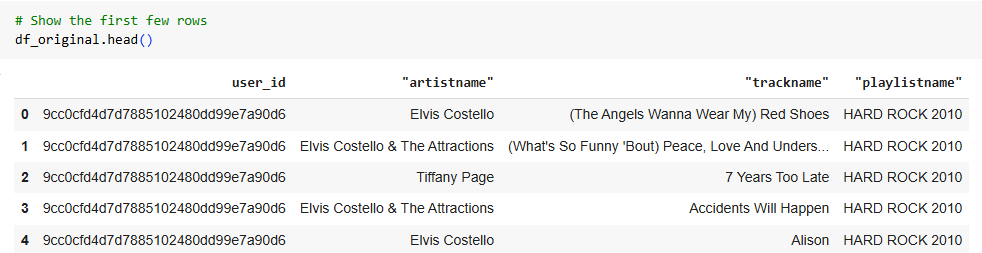 # Show the first few rows
df_original.head()
user_id "artistname" "trackname" "playlistname"
0 9cc0cfd4d7d7885102480dd99e7a90d6 Elvis Costello (The Angels Wanna Wear My) Red Shoes HARD ROCK 2010
1 9cc0cfd4d7d7885102480dd99e7a90d6 Elvis Costello & The Attractions (What's So Funny 'Bout) Peace, Love And Unders... HARD ROCK 2010
2 9cc0cfd4d7d7885102480dd99e7a90d6 Tiffany Page 7 Years Too Late HARD ROCK 2010
3 9cc0cfd4d7d7885102480dd99e7a90d6 Elvis Costello & The Attractions Accidents Will Happen HARD ROCK 2010
4 9cc0cfd4d7d7885102480dd99e7a90d6 Elvis Costello Alison HARD ROCK 2010